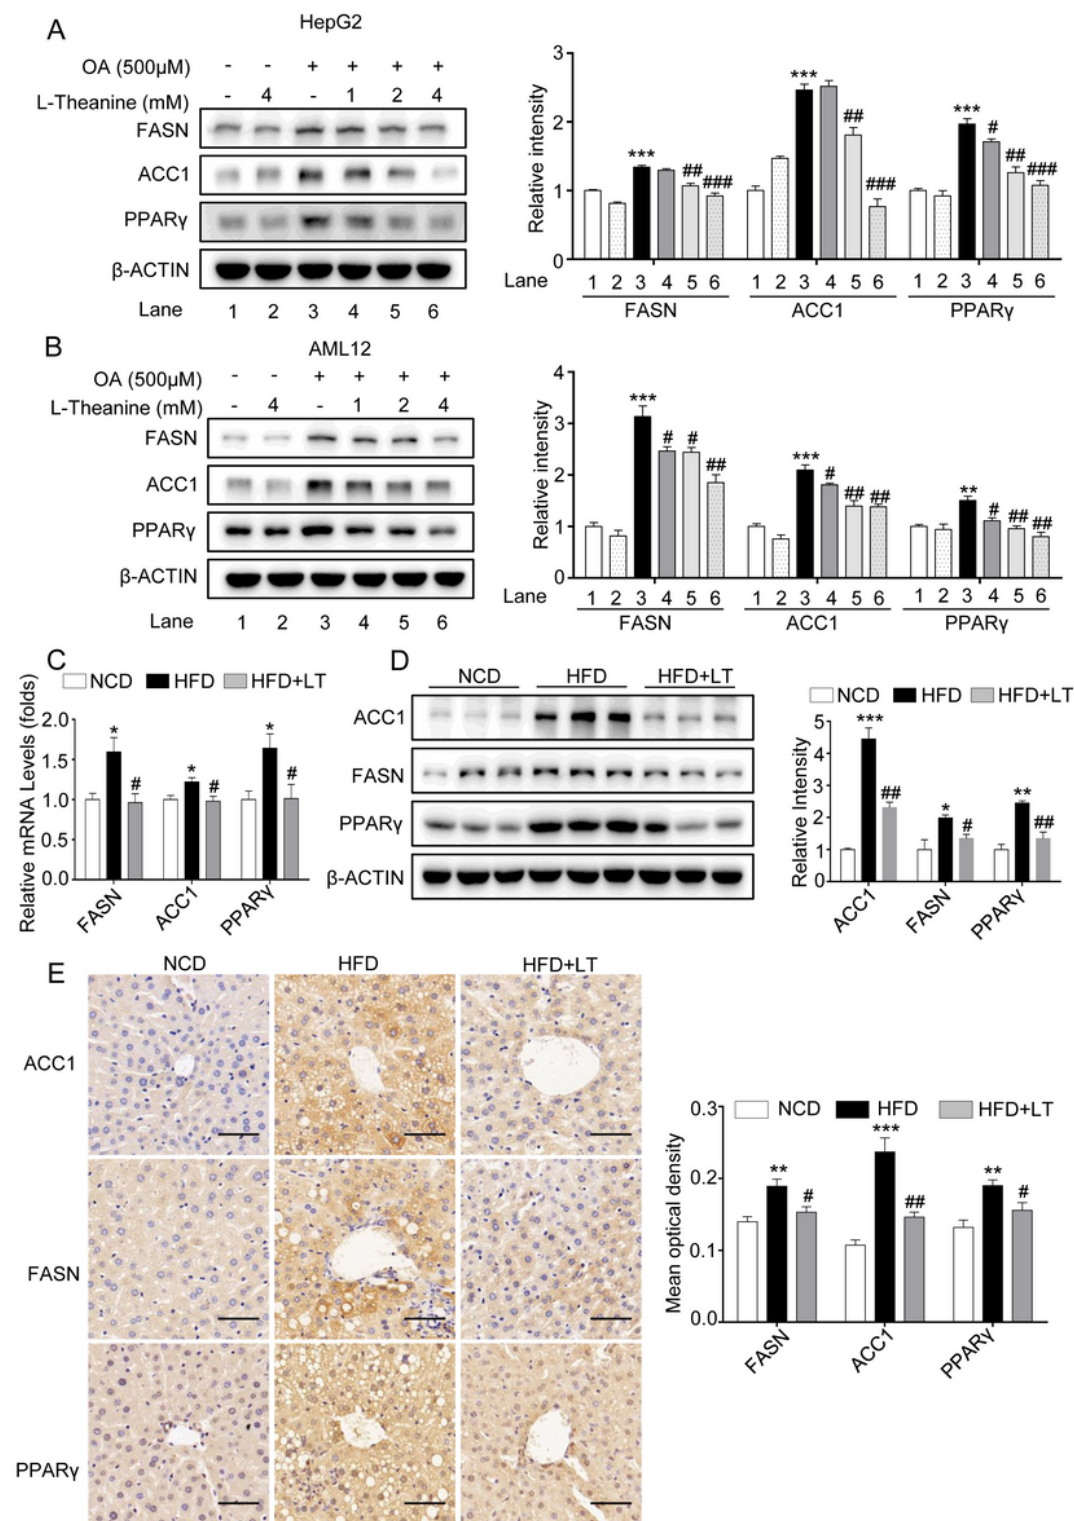 A
HepG2
OA (500μM) - - + + + +
L-Theanine (mM) - 4 - 1 2 4
FASN
ACC1
PPARγ
β-ACTIN
Lane 1 2 3 4 5 6
Relative intensity
3
2
1
0
***
##
###
***
##
###
***
#
##
###
Lane 1 2 3 4 5 6 1 2 3 4 5 6 1 2 3 4 5 6
FASN ACC1 PPARγ
B
AML12
OA (500μM) - - + + + +
L-Theanine (mM) - 4 - 1 2 4
FASN
ACC1
PPARγ
β-ACTIN
Lane 1 2 3 4 5 6
Relative intensity
4
3
2
1
0
***
#
#
##
***
#
##
##
**
#
##
##
Lane 1 2 3 4 5 6 1 2 3 4 5 6 1 2 3 4 5 6
FASN ACC1 PPARγ
C
NCD HFD HFD+LT
Relative mRNA Levels (folds)
2.0
1.5
1.0
0.5
0.0
*
#
*
#
*
#
FASN ACC1 PPARγ
D
NCD HFD HFD+LT
ACC1
FASN
PPARγ
β-ACTIN
NCD HFD HFD+LT
Relative Intensity
5
4
3
2
1
0
***
##
*
#
**
##
ACC1 FASN PPARγ
E
NCD HFD HFD+LT
ACC1
FASN
PPARγ
NCD HFD HFD+LT
Mean optical density
0.3
0.2
0.1
0.0
**
#
***
##
**
#
FASN ACC1 PPARγ